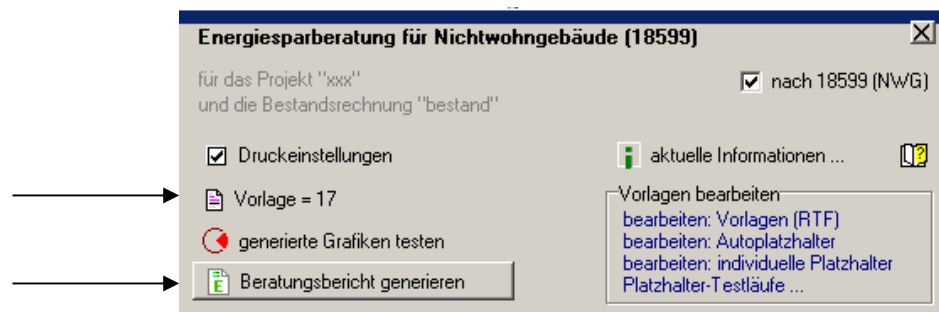 Energiesparberatung für Nichtwohngebäude (18599)
für das Projekt "xxx"
und die Bestandsrechnung "bestand"
nach 18599 (NWG)
Druckeinstellungen
aktuelle Informationen ...
Vorlage = 17
generierte Grafiken testen
Beratungsbericht generieren
Vorlagen bearbeiten
bearbeiten: Vorlagen (RTF)
bearbeiten: Autoplatzhalter
bearbeiten: individuelle Platzhalter
Platzhalter-Testläufe ...